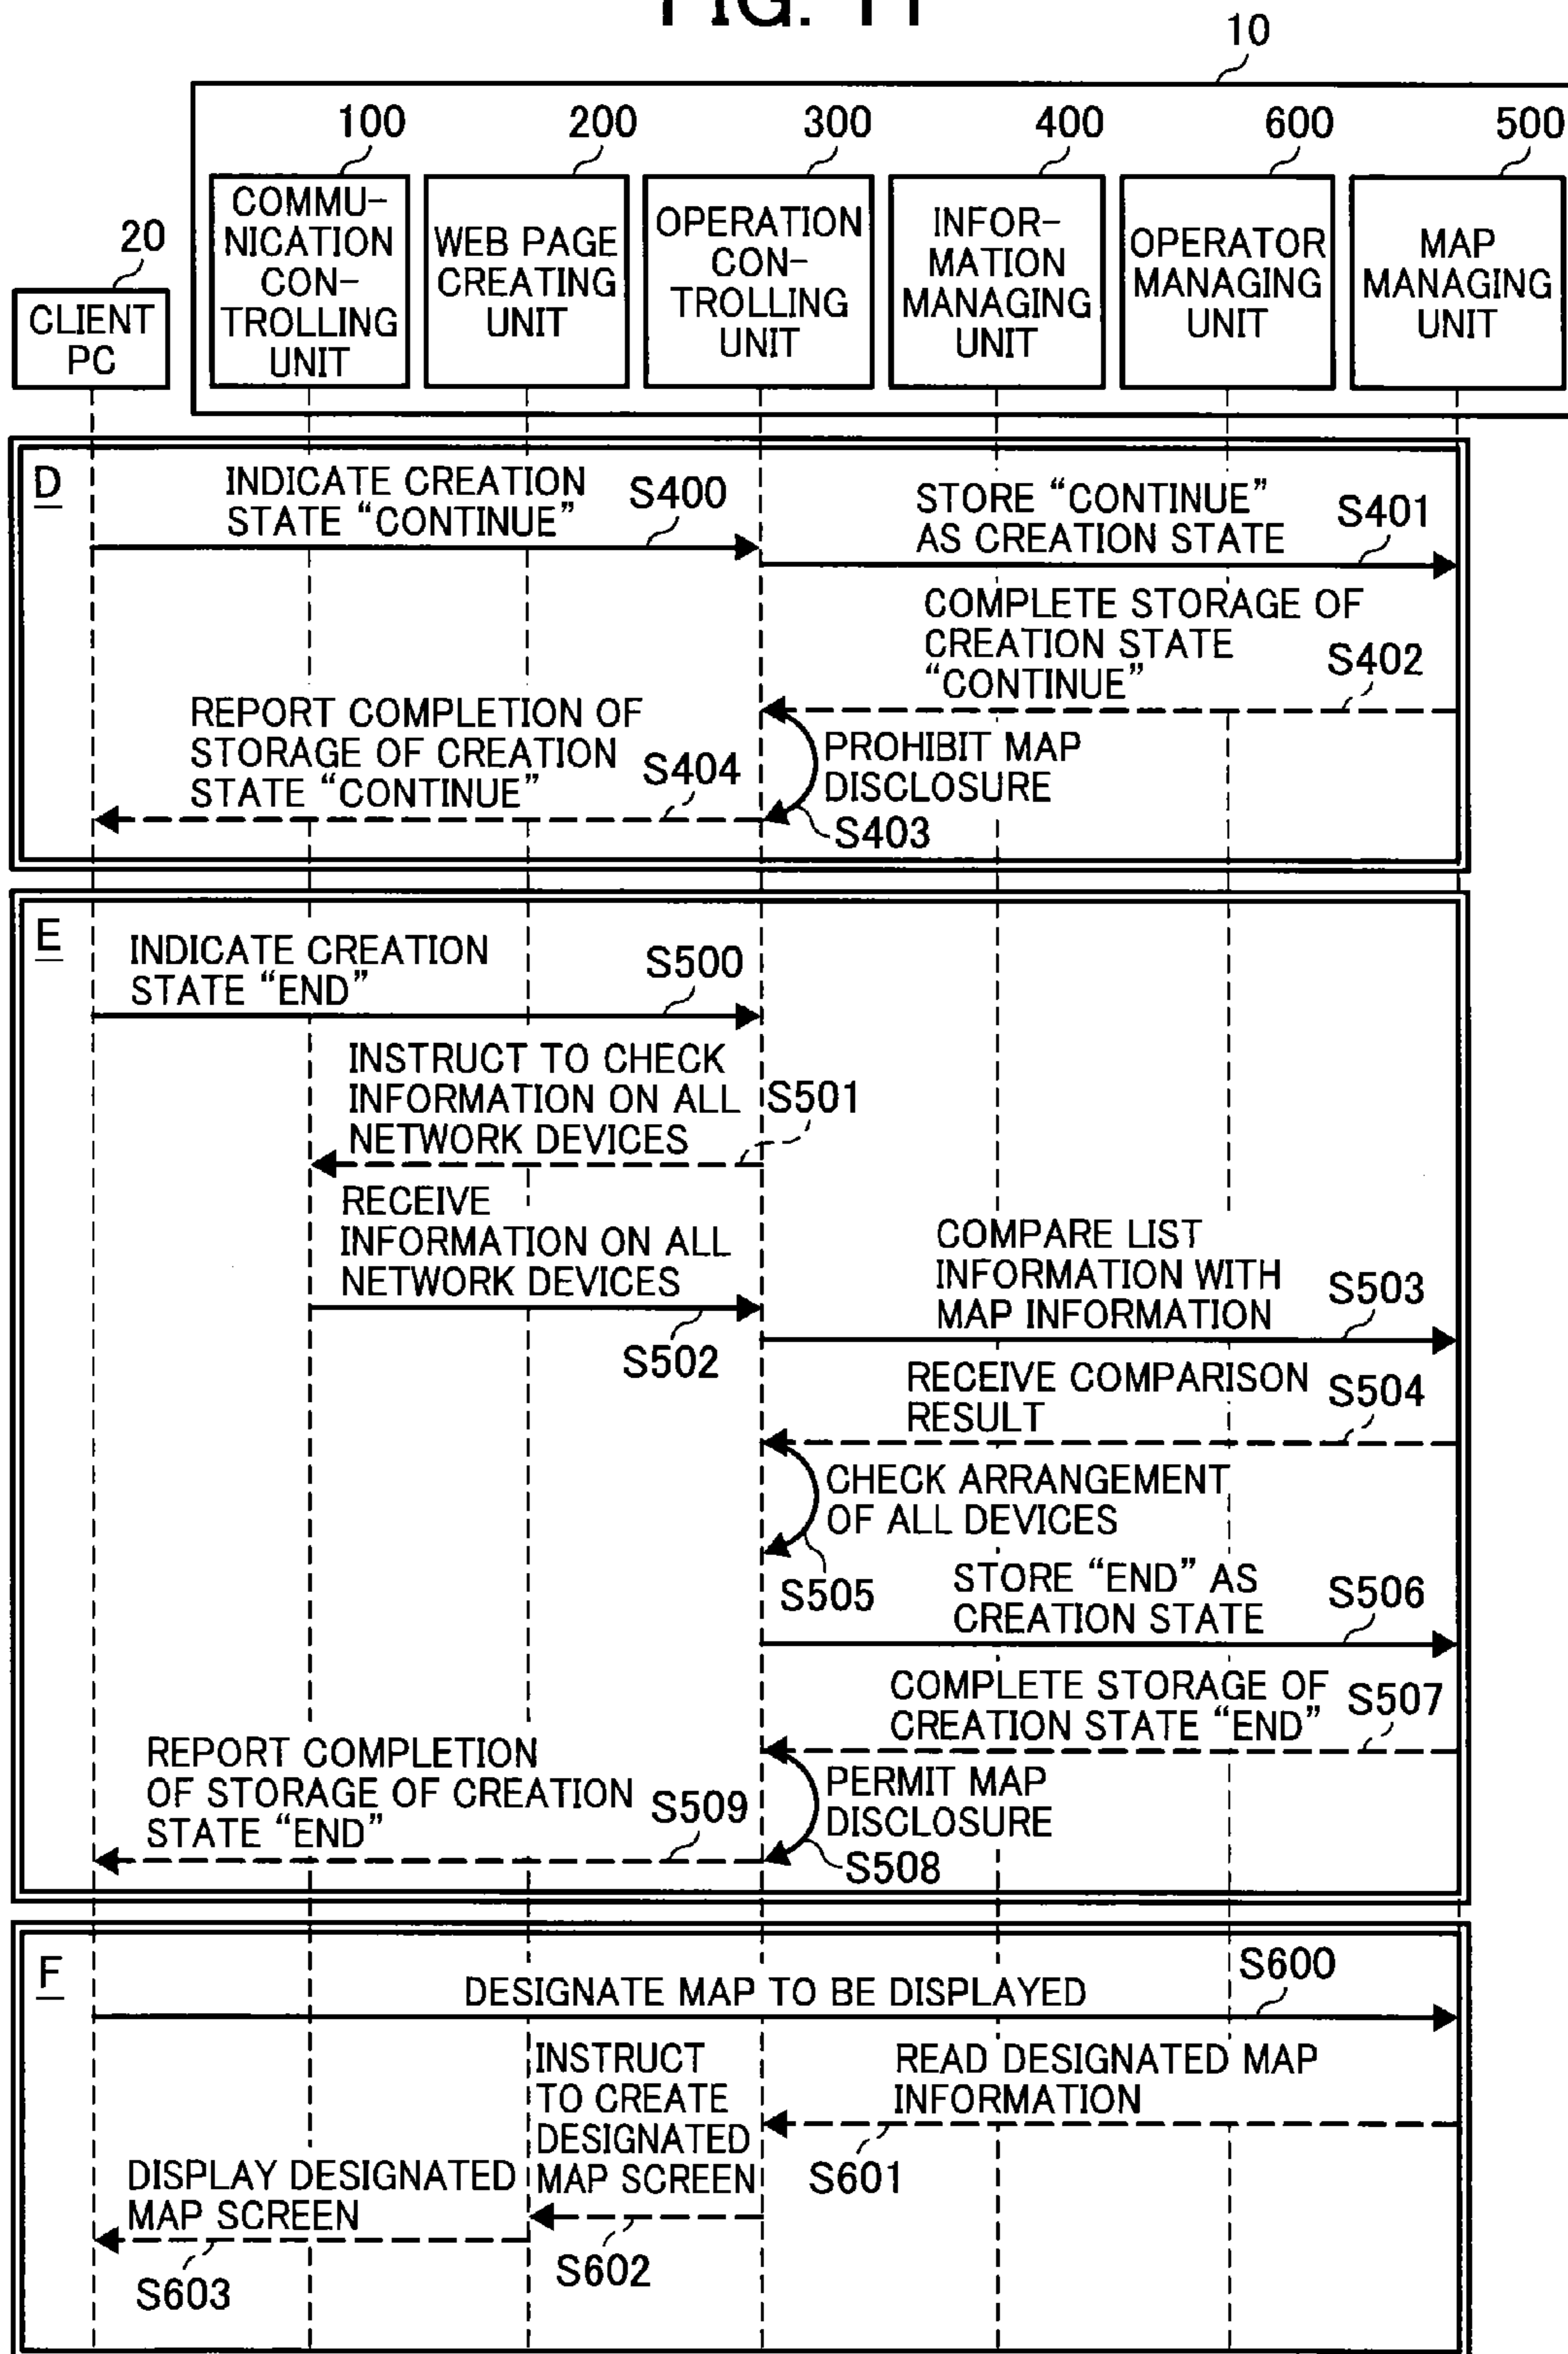 FIG. 11
10
100
200
300
400
600
500
20
CLIENT
PC
COMMU-
NICATION
CON-
TROLLING
UNIT
WEB PAGE
CREATING
UNIT
OPERATION
CON-
TROLLING
UNIT
INFOR-
MATION
MANAGING
UNIT
OPERATOR
MANAGING
UNIT
MAP
MANAGING
UNIT
D
INDICATE CREATION
STATE “CONTINUE”
S400
STORE “CONTINUE”
AS CREATION STATE
S401
COMPLETE STORAGE OF
CREATION STATE
“CONTINUE”
S402
PROHIBIT MAP
DISCLOSURE
S403
REPORT COMPLETION OF
STORAGE OF CREATION
STATE “CONTINUE”
S404
E
INDICATE CREATION
STATE “END”
S500
INSTRUCT TO CHECK
INFORMATION ON ALL
NETWORK DEVICES
S501
RECEIVE
INFORMATION ON ALL
NETWORK DEVICES
S502
COMPARE LIST
INFORMATION WITH
MAP INFORMATION
S503
RECEIVE COMPARISON
RESULT
S504
CHECK ARRANGEMENT
OF ALL DEVICES
S505
STORE “END” AS
CREATION STATE
S506
COMPLETE STORAGE OF
CREATION STATE “END”
S507
PERMIT MAP
DISCLOSURE
S508
REPORT COMPLETION
OF STORAGE OF CREATION
STATE “END”
S509
F
DESIGNATE MAP TO BE DISPLAYED
S600
READ DESIGNATED MAP
INFORMATION
S601
INSTRUCT
TO CREATE
DESIGNATED
MAP SCREEN
S602
DISPLAY DESIGNATED
MAP SCREEN
S603